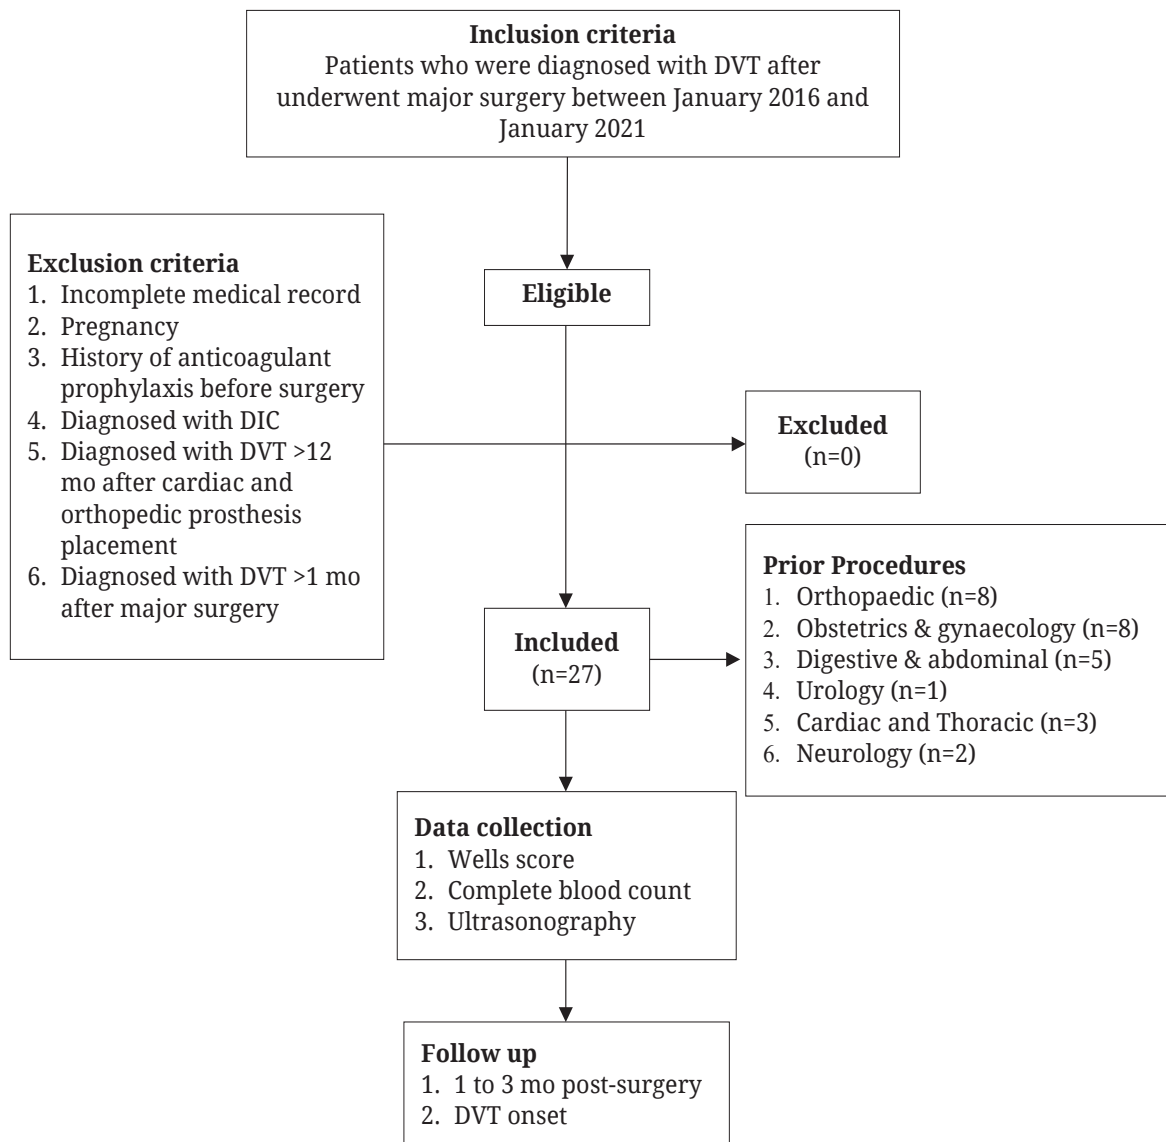 Inclusion criteria
Patients who were diagnosed with DVT after
underwent major surgery between January 2016 and
January 2021
Exclusion criteria
1. Incomplete medical record
2. Pregnancy
3. History of anticoagulant
prophylaxis before surgery
4. Diagnosed with DIC
5. Diagnosed with DVT >12
mo after cardiac and
orthopedic prosthesis
placement
6. Diagnosed with DVT >1 mo
after major surgery
Eligible
Excluded
(n=0)
Included
(n=27)
Prior Procedures
1. Orthopaedic (n=8)
2. Obstetrics & gynaecology (n=8)
3. Digestive & abdominal (n=5)
4. Urology (n=1)
5. Cardiac and Thoracic (n=3)
6. Neurology (n=2)
Data collection
1. Wells score
2. Complete blood count
3. Ultrasonography
Follow up
1. 1 to 3 mo post-surgery
2. DVT onset